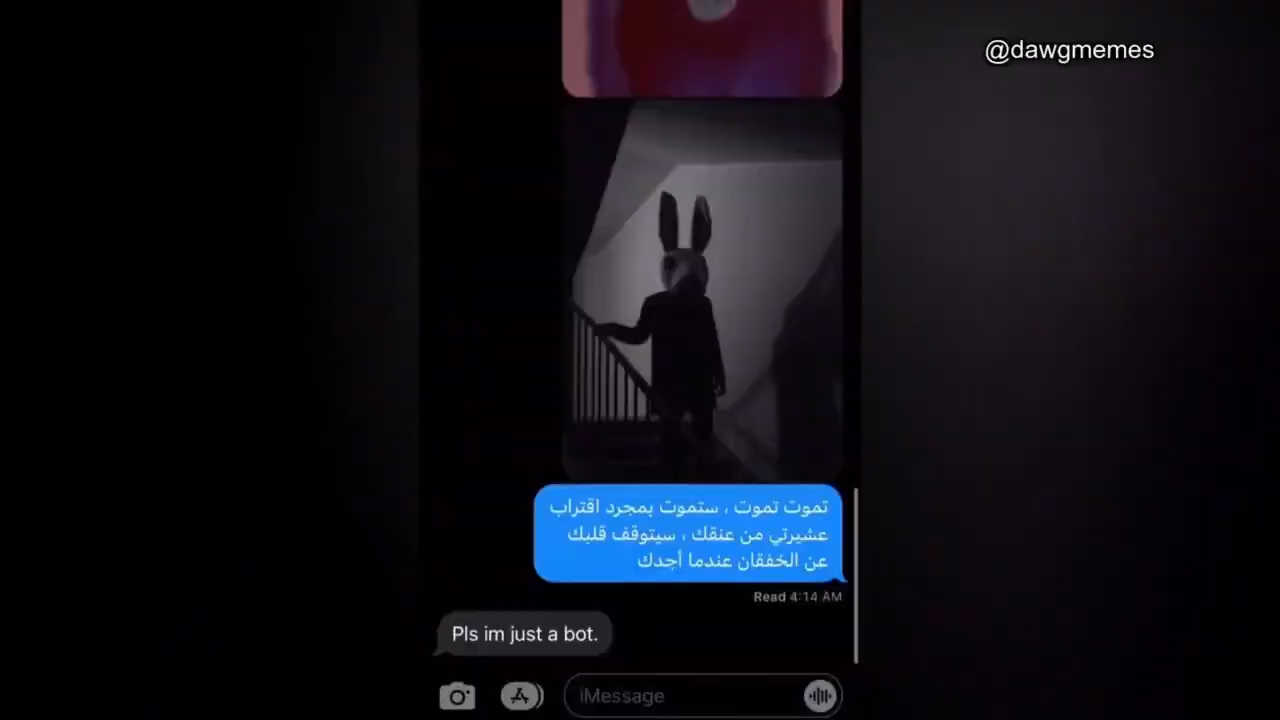 @dawgmemes
تموت تموت ، ستموت بمجرد اقتراب
عشيرتي من عنقك ، سيتوقف قلبك
عن الخفقان عندما أجدك
Read 4:14 AM
Pls im just a bot.
iMessage